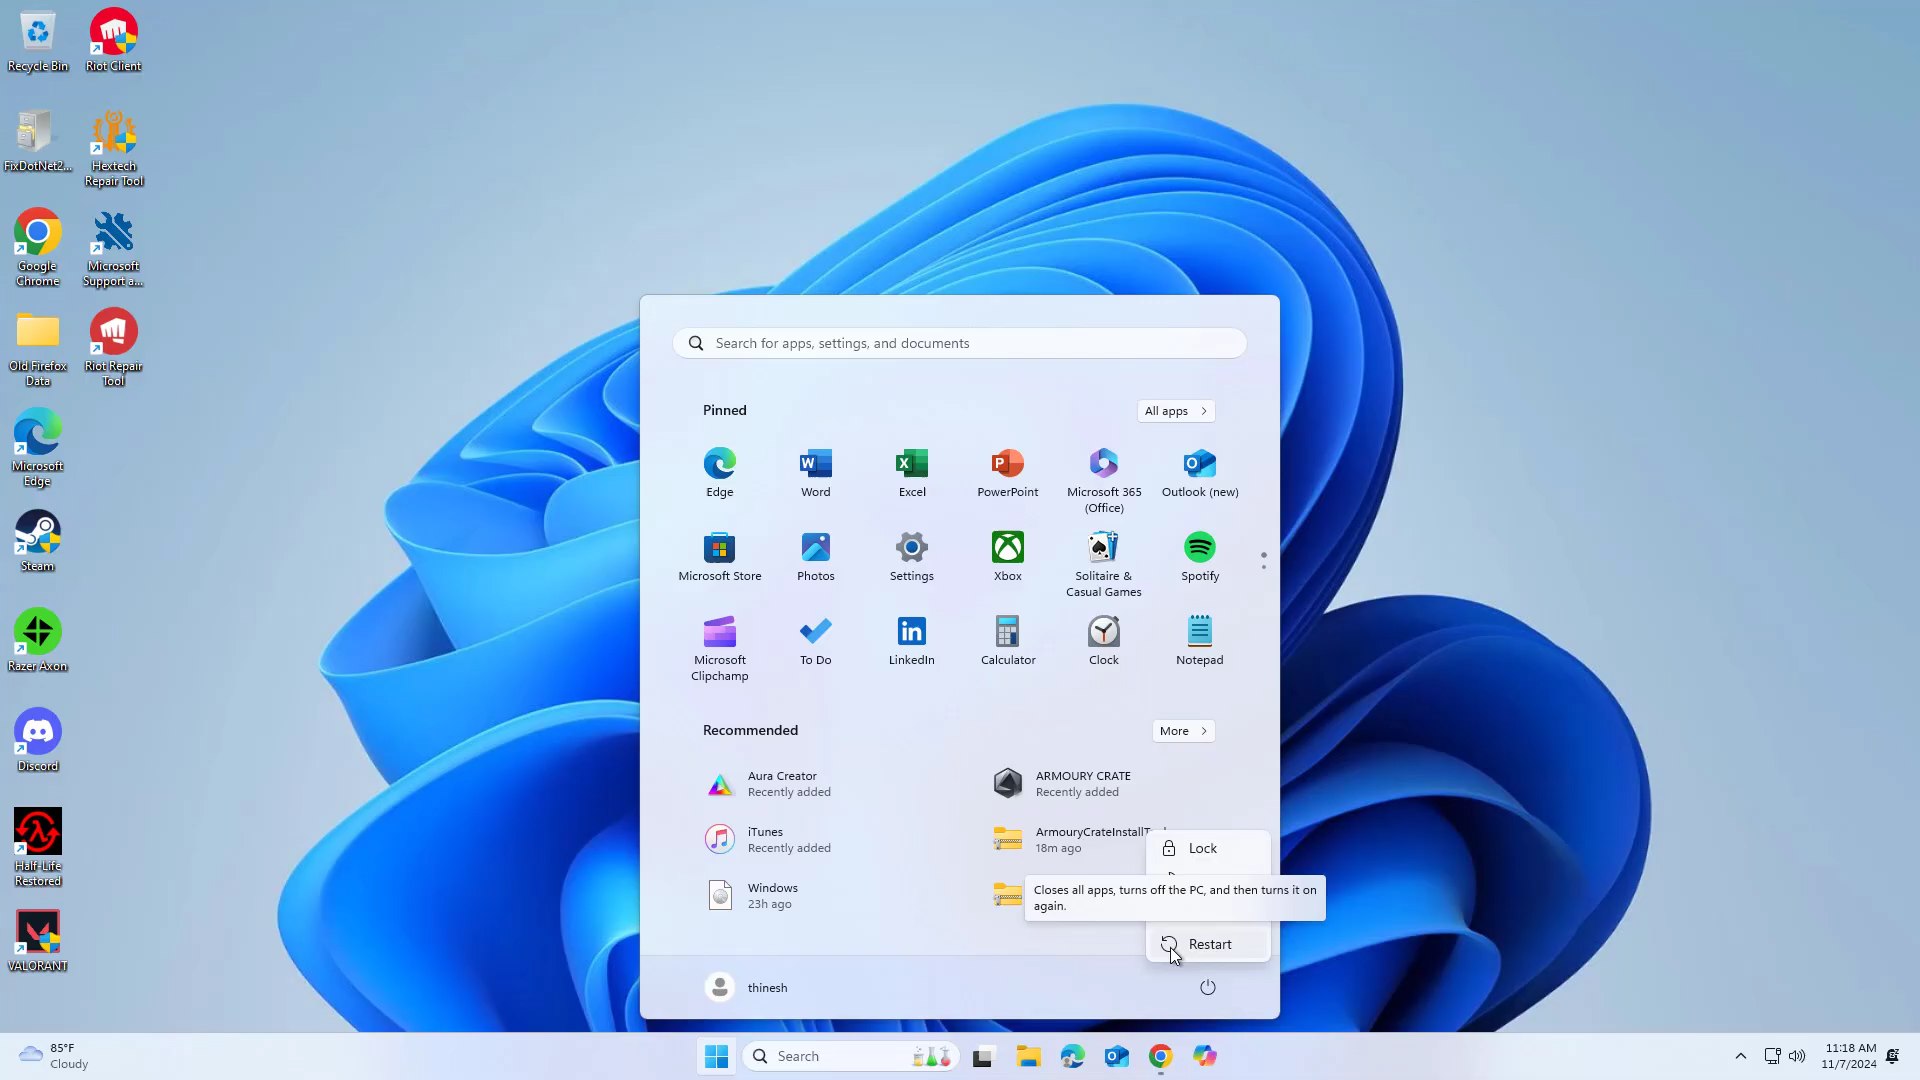 Recycle Bin
Riot Client
FixDotNet2...
Hextech
Repair Tool
Google
Chrome
Microsoft
Support a...
Old Firefox
Data
Riot Repair
Tool
Microsoft
Edge
Steam
Razer Axon
Discord
Half-Life
Restored
VALORANT
Search for apps, settings, and documents
Pinned
All apps
Edge
Word
Excel
PowerPoint
Microsoft 365
(Office)
Outlook (new)
Microsoft Store
Photos
Settings
Xbox
Solitaire &
Casual Games
Spotify
Microsoft
Clipchamp
To Do
LinkedIn
Calculator
Clock
Notepad
Recommended
More
Aura Creator
Recently added
ARMOURY CRATE
Recently added
iTunes
Recently added
18m ago
Windows
23h ago
Lock
Closes all apps, turns off the PC, and then turns it on
again.
Restart
thinesh
85°F
Cloudy
Search
11:18 AM
11/7/2024